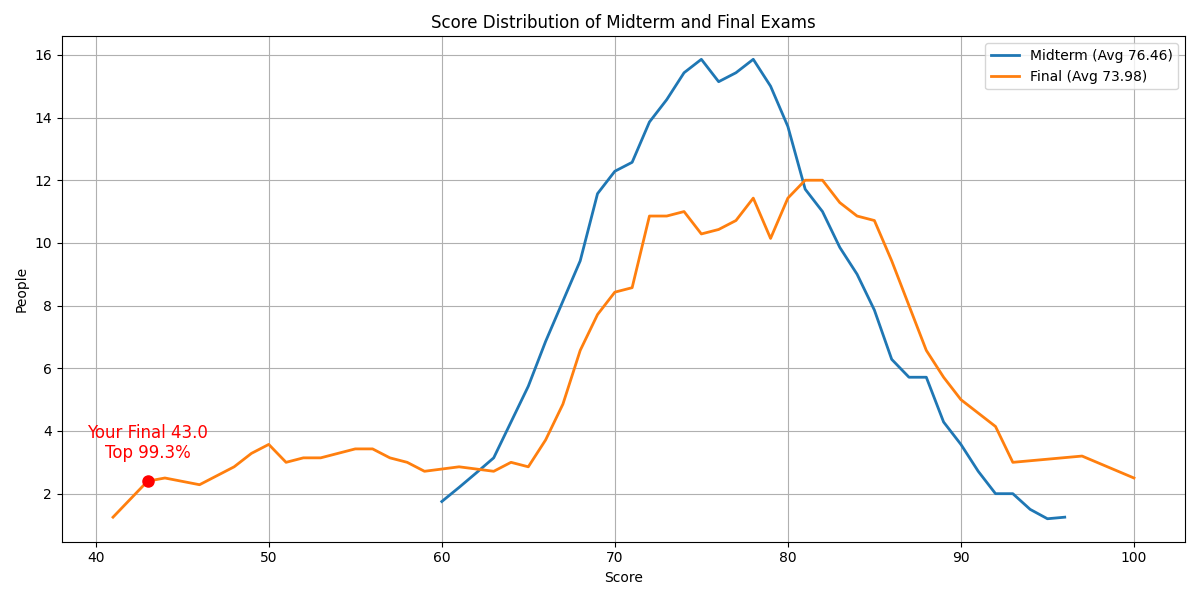 Score Distribution of Midterm and Final Exams
Midterm (Avg 76.46)
Final (Avg 73.98)
People
16
14
12
10
8
6
4
2
Your Final 43.0
Top 99.3%
40
50
60
70
80
90
100
Score